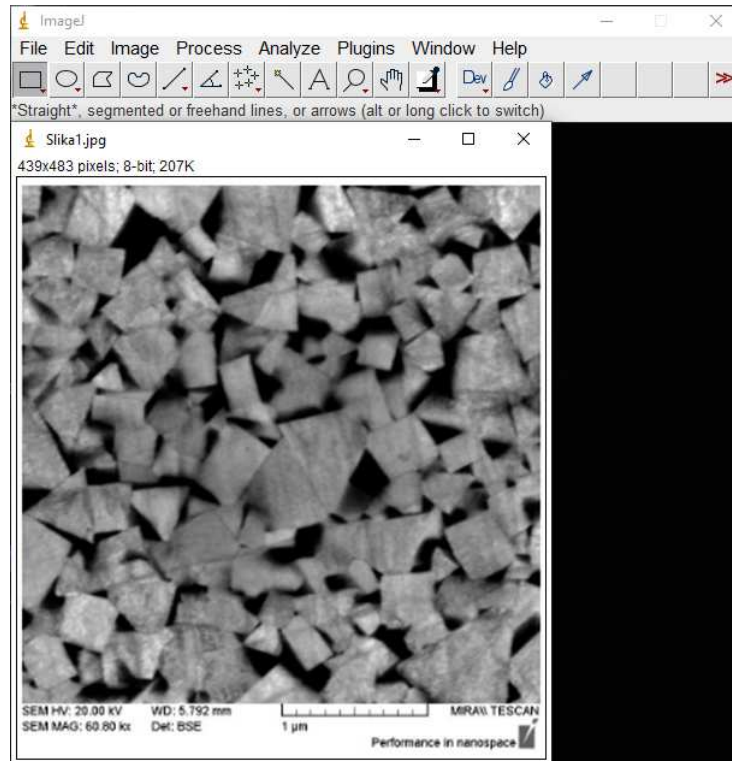 ImageJ
File Edit Image Process Analyze Plugins Window Help
A Dev
*Straight*, segmented or freehand lines, or arrows (alt or long click to switch)
Slika1.jpg
439x483 pixels; 8-bit; 207K
SEM HV: 20.00 kV WD: 5.792 mm MIRA\\ TESCAN
SEM MAG: 60.80 kx Det: BSE 1 µm
Performance in nanospace